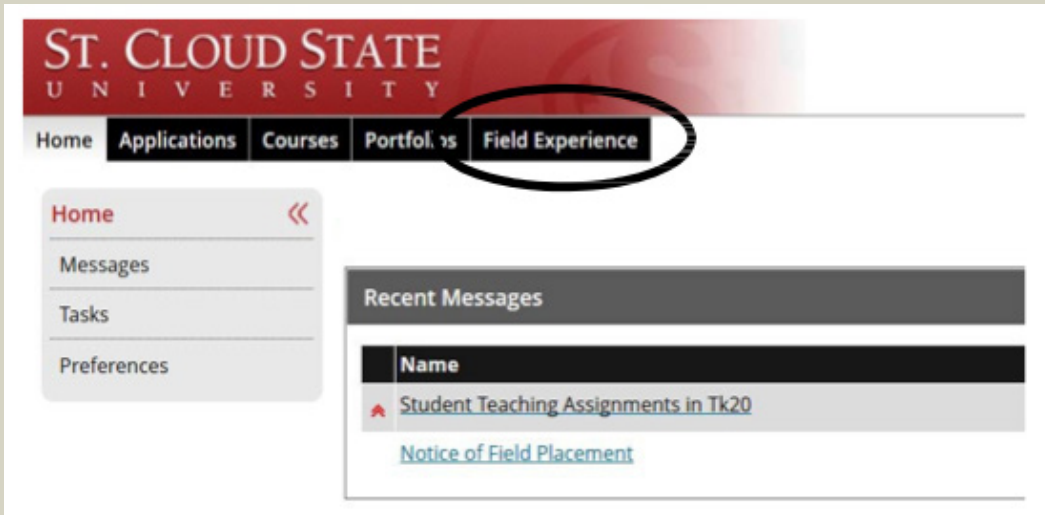 ST. CLOUD STATE
UNIVERSITY
Home Applications Courses Portfolios Field Experience
Home
Messages
Tasks
Preferences
Recent Messages
Name
Student Teaching Assignments in Tk20
Notice of Field Placement